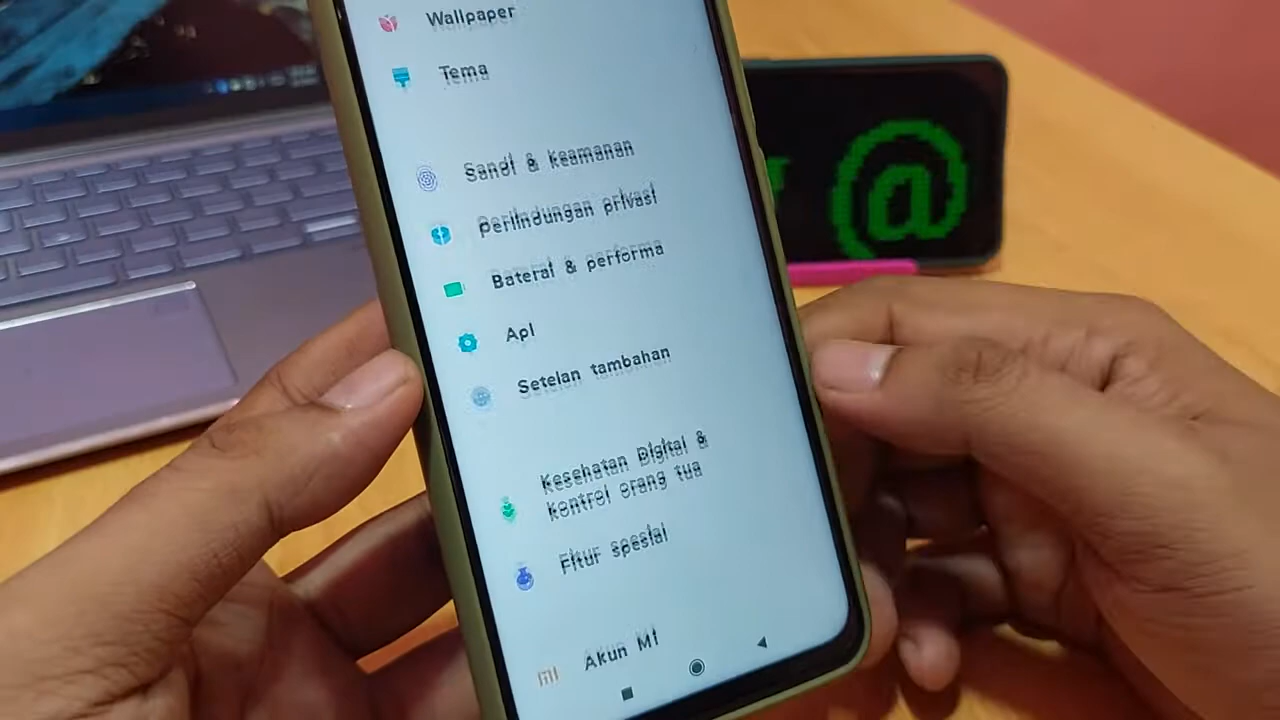 Wallpaper
Tema
Sandi & keamanan
Perlindungan privasi
Baterai & performa
Apl
Setelan tambahan
Kesehatan Digital &
kontrol orang tua
Fitur spesial
Akun MI
@